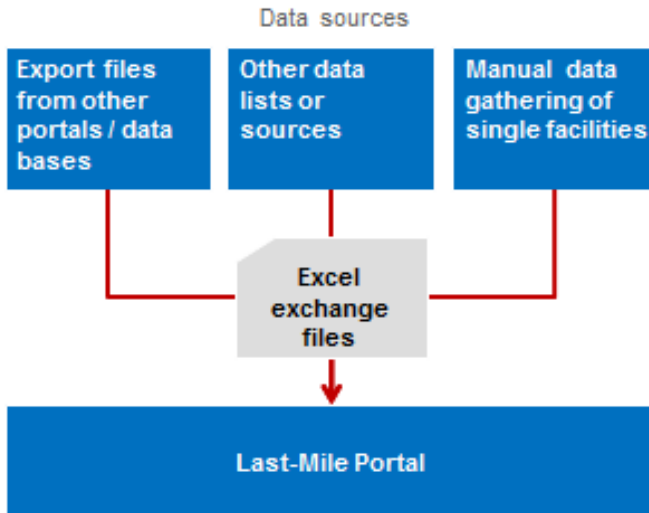 Data sources
Export files
from other
portals / data
bases
Other data
lists or
sources
Manual data
gathering of
single facilities
Excel
exchange
files
Last-Mile Portal